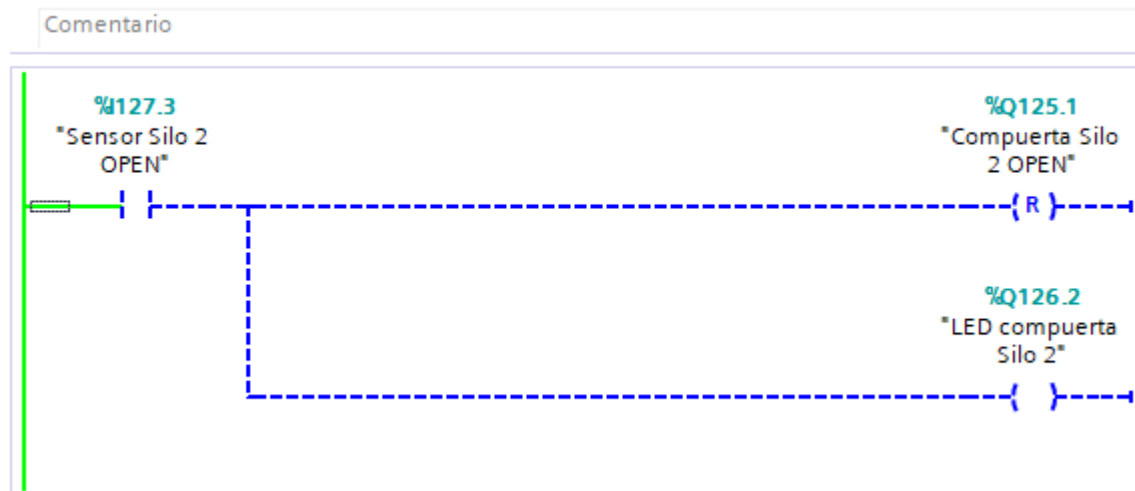 Comentario
%I127.3
"Sensor Silo 2
OPEN"
%Q125.1
"Compuerta Silo
2 OPEN"
R
%Q126.2
"LED compuerta
Silo 2"